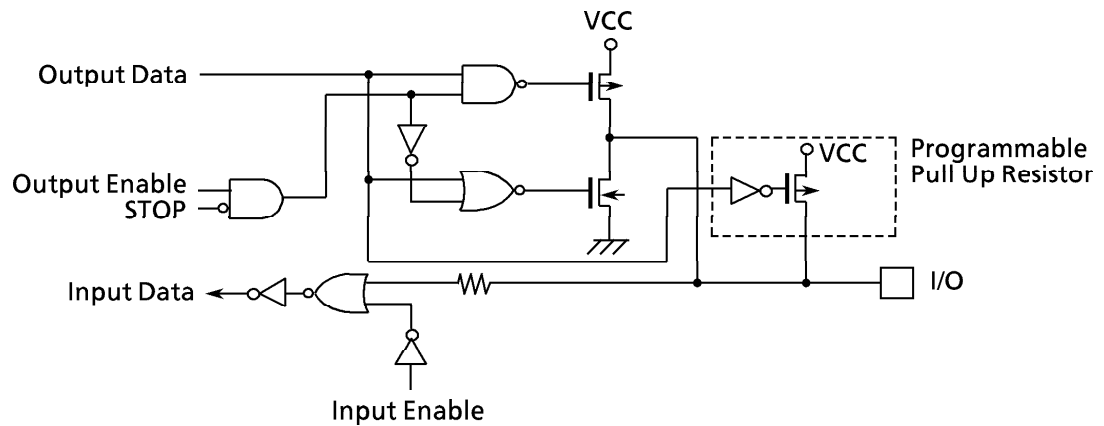 VCC
Output Data
VCC
Programmable
Pull Up Resistor
Output Enable
STOP
Input Data
I/O
Input Enable